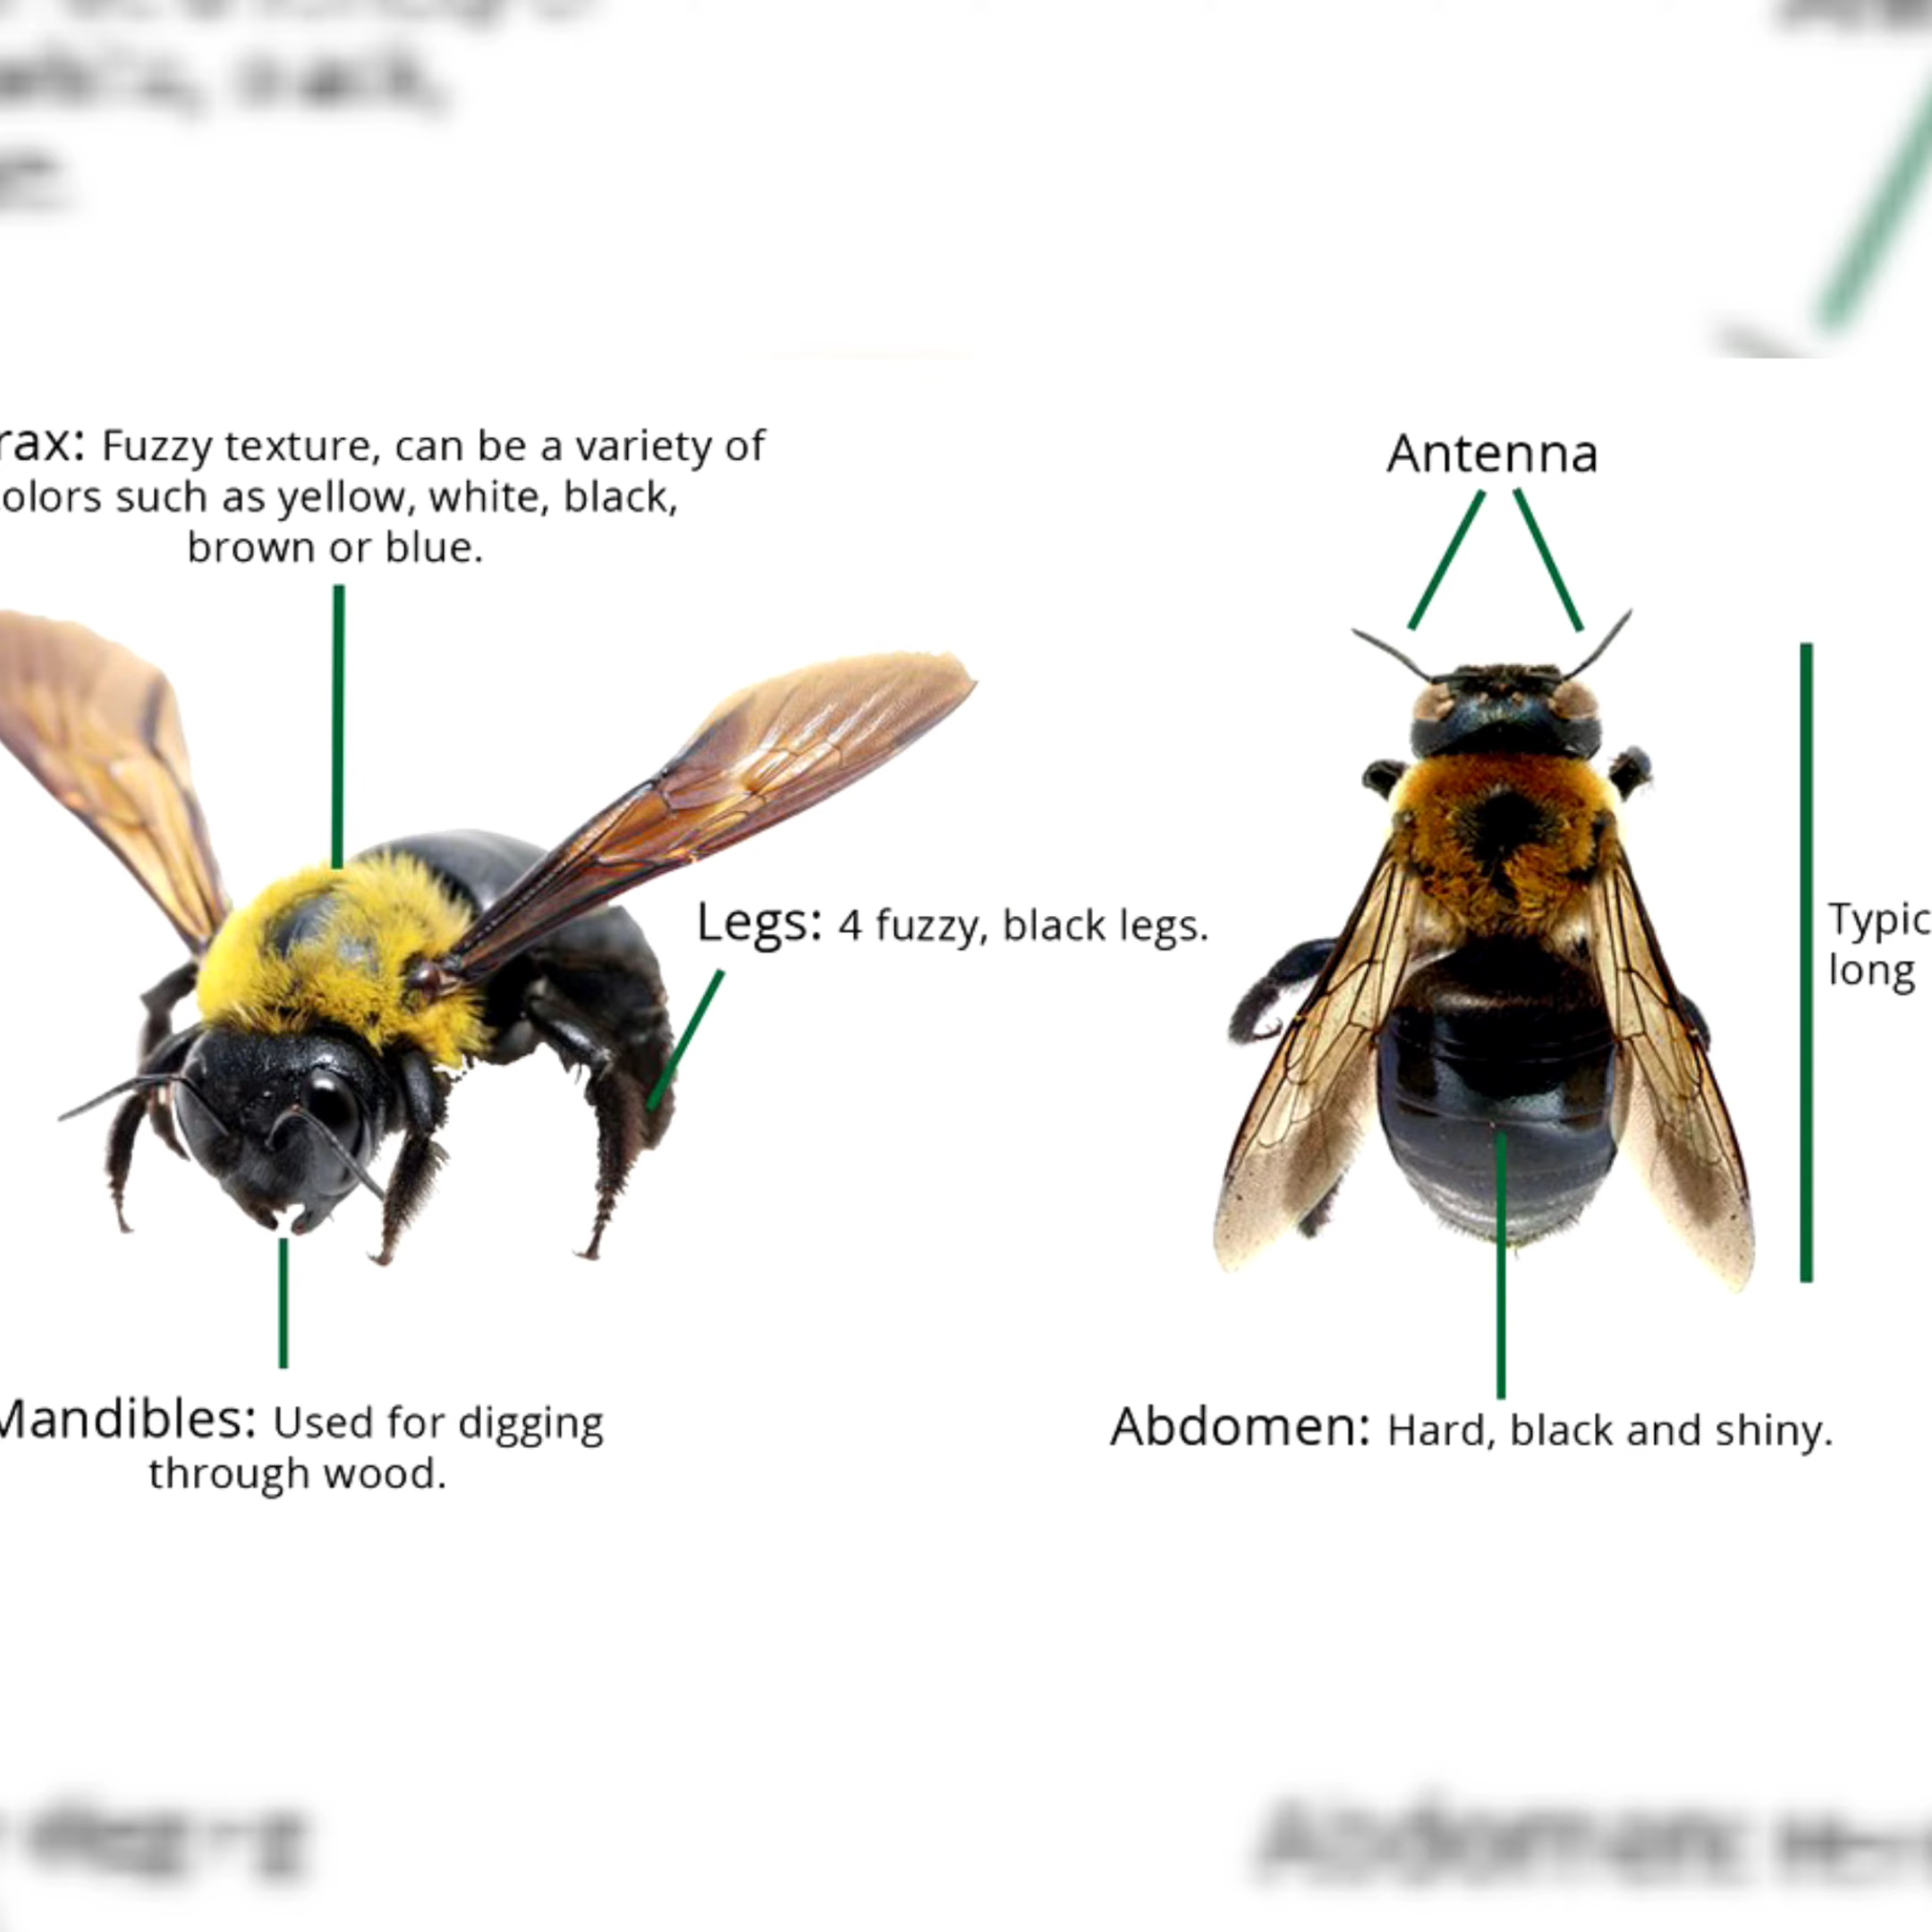 rax: Fuzzy texture, can be a variety of
olors such as yellow, white, black,
brown or blue.
Antenna
Legs: 4 fuzzy, black legs.
Typic
long
Mandibles: Used for digging
through wood.
Abdomen: Hard, black and shiny.